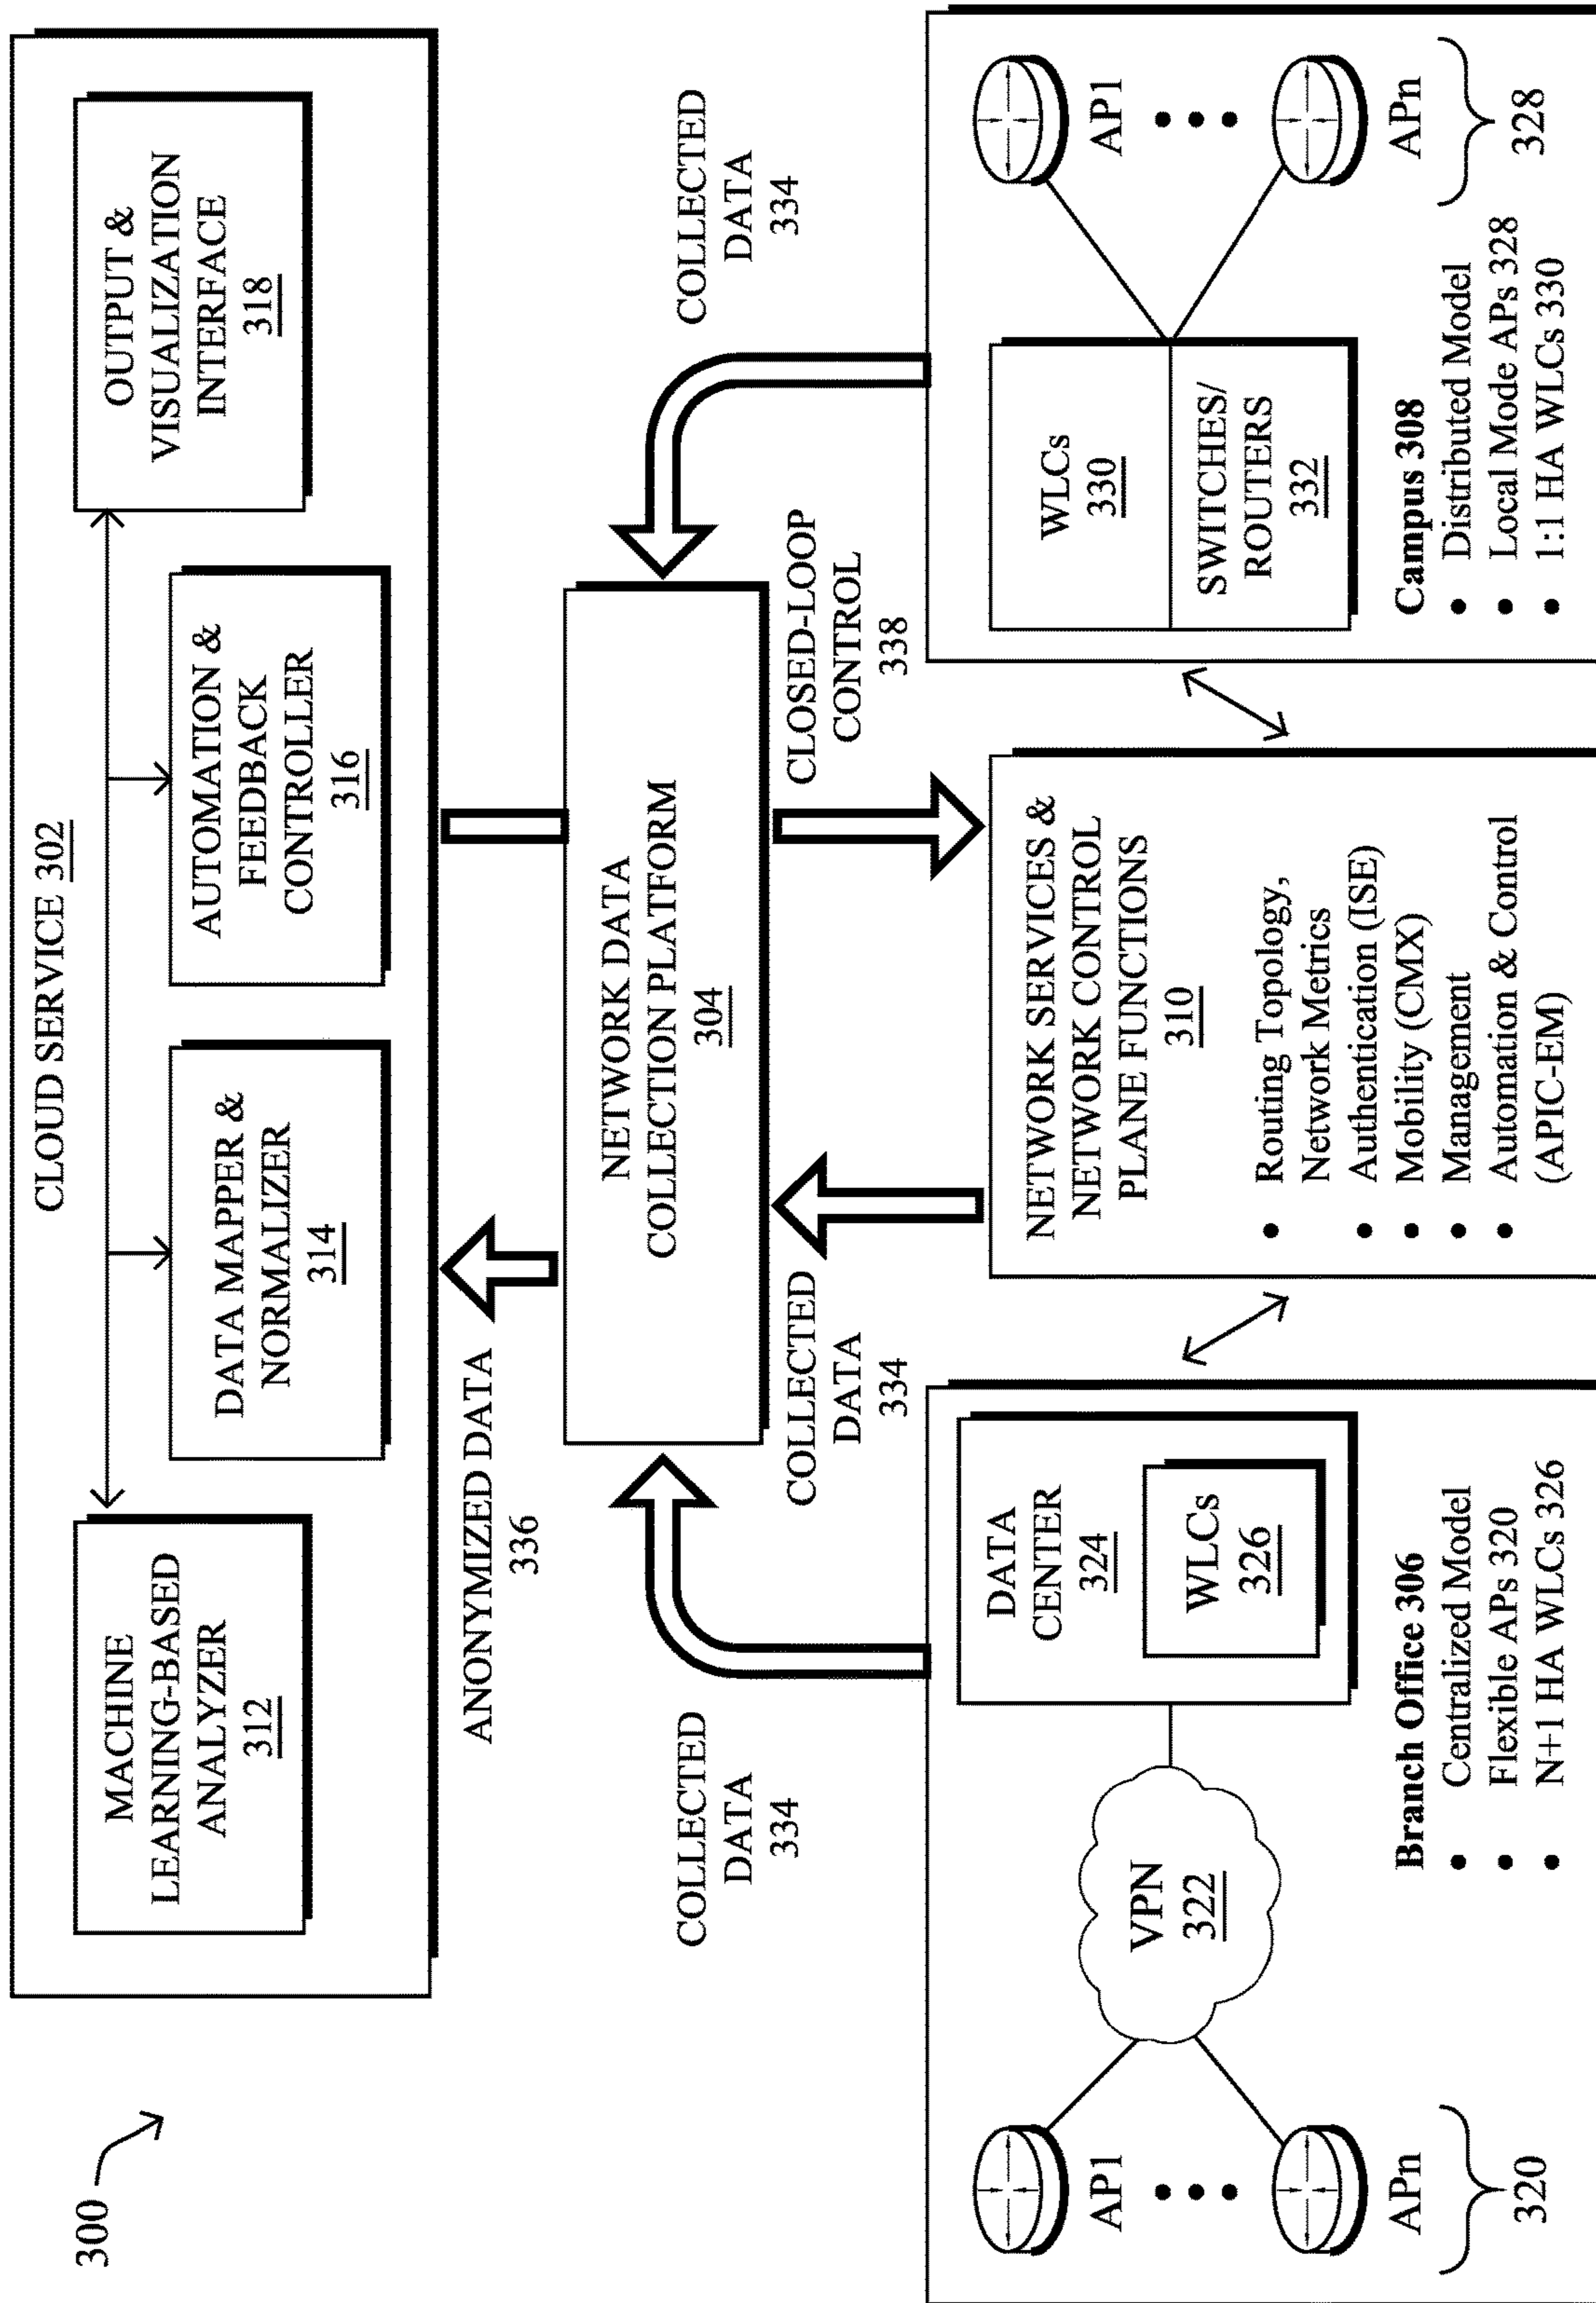 300
CLOUD SERVICE 302
MACHINE
LEARNING-BASED
ANALYZER
312
DATA MAPPER &
NORMALIZER
314
AUTOMATION &
FEEDBACK
CONTROLLER
316
OUTPUT &
VISUALIZATION
INTERFACE
318
ANONYMIZED DATA
336
COLLECTED
DATA
334
NETWORK DATA
COLLECTION PLATFORM
304
COLLECTED
DATA
334
COLLECTED
DATA
334
CLOSED-LOOP
CONTROL
338
AP1
APn
320
VPN
322
DATA
CENTER
324
WLCs
326
Branch Office 306
• Centralized Model
• Flexible APs 320
• N+1 HA WLCs 326
NETWORK SERVICES &
NETWORK CONTROL
PLANE FUNCTIONS
310
• Routing Topology,
Network Metrics
• Authentication (ISE)
• Mobility (CMX)
• Management
• Automation & Control
(APIC-EM)
WLCs
330
SWITCHES/
ROUTERS
332
AP1
APn
328
Campus 308
• Distributed Model
• Local Mode APs 328
• 1:1 HA WLCs 330